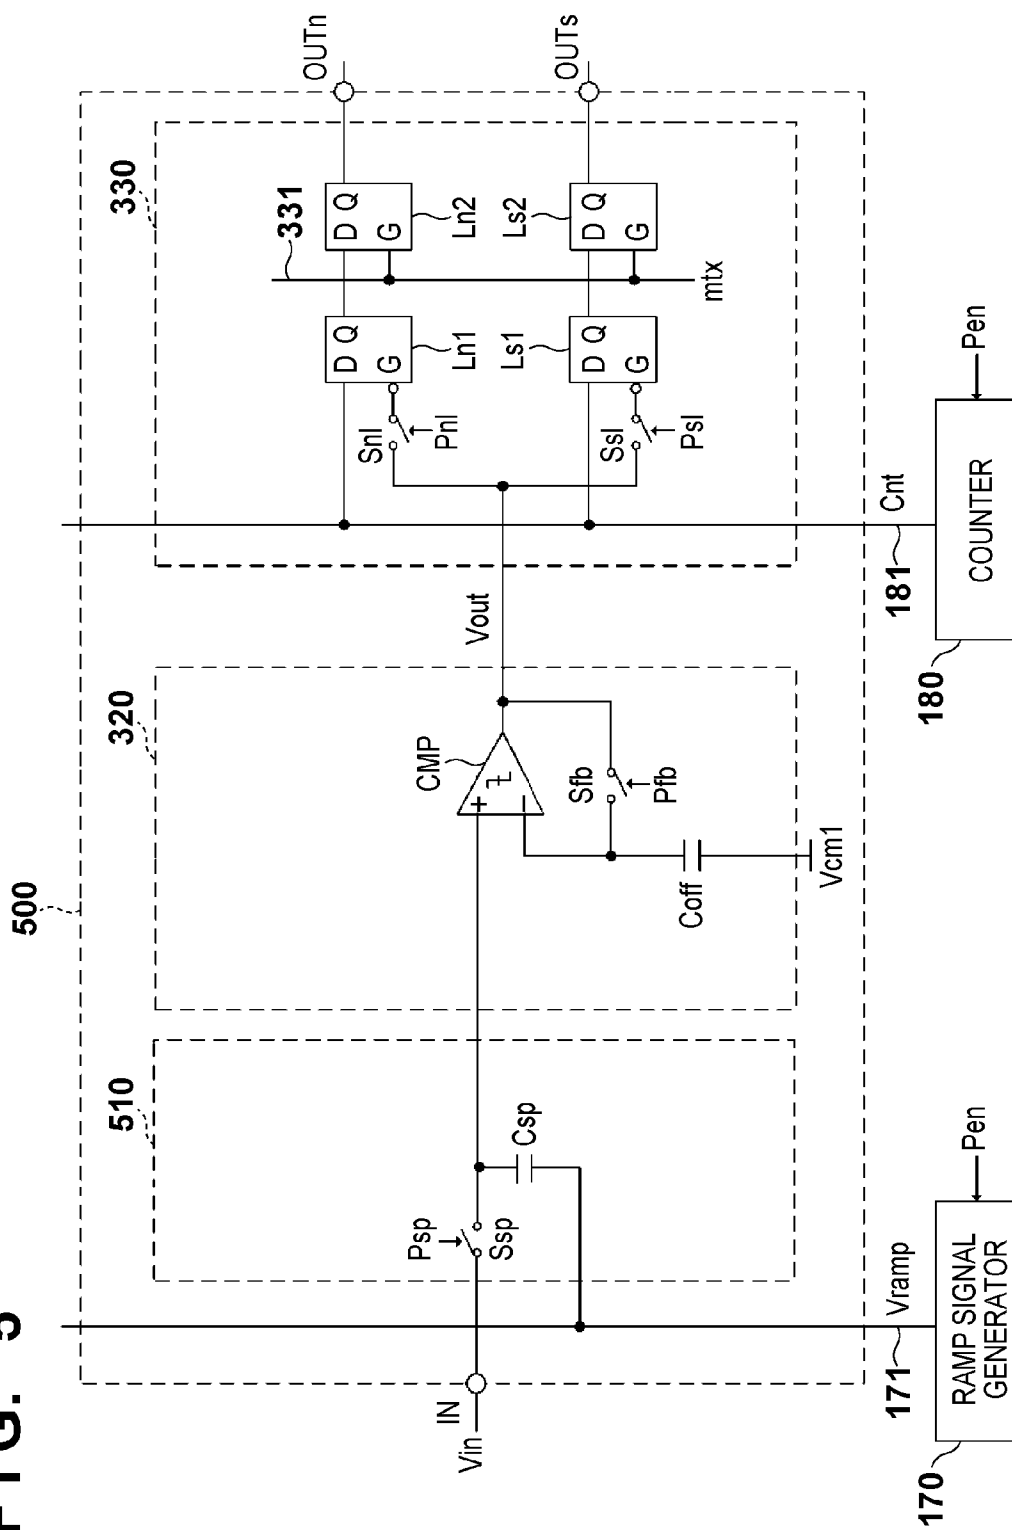 FIG. 5
500
510
320
330
Vin
IN
Psp
Ssp
Csp
CMP
+
−
Sfb
Pfb
Coff
Vcm1
Vout
Snl
Pnl
Ssl
Psl
D Q
G
Ln1
D Q
G
Ls1
331
mtx
D Q
G
Ln2
D Q
G
Ls2
OUTn
OUTs
171
Vramp
170
RAMP SIGNAL
GENERATOR
Pen
181
Cnt
180
COUNTER
Pen